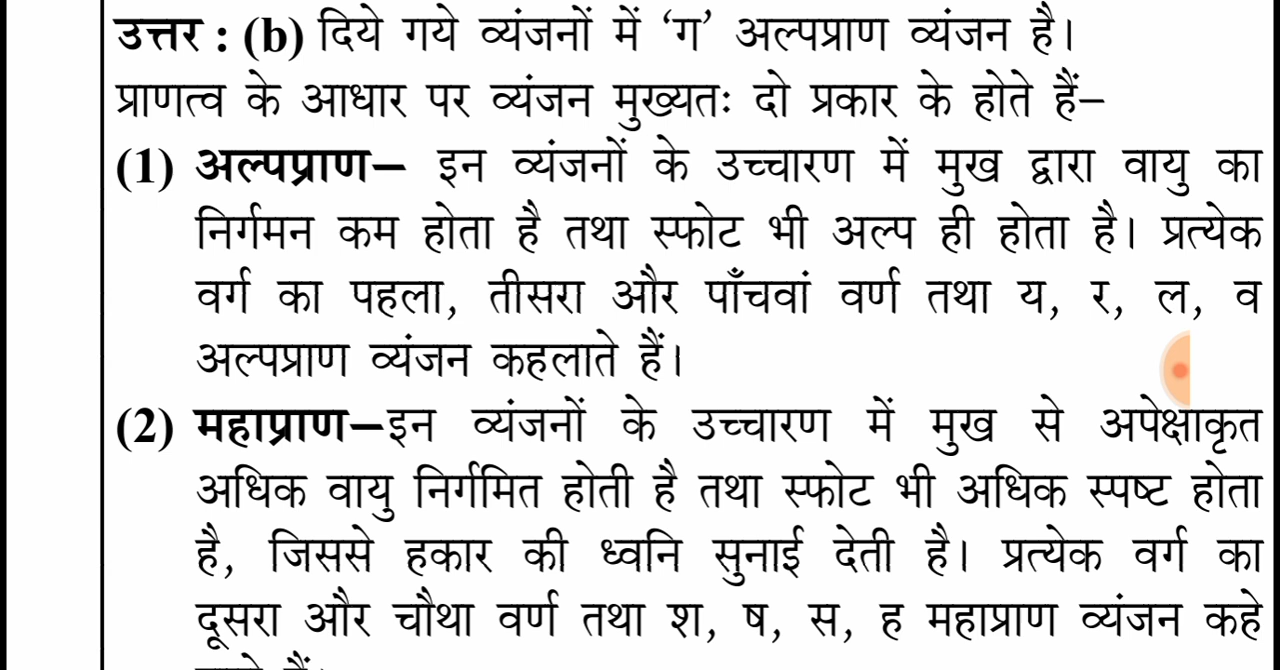 उत्तर : (b) दिये गये व्यंजनों में ‘ग’ अल्पप्राण व्यंजन है।
प्राणत्व के आधार पर व्यंजन मुख्यतः दो प्रकार के होते हैं–
(1) अल्पप्राण– इन व्यंजनों के उच्चारण में मुख द्वारा वायु का
निर्गमन कम होता है तथा स्फोट भी अल्प ही होता है। प्रत्येक
वर्ग का पहला, तीसरा और पाँचवां वर्ण तथा य, र, ल, व
अल्पप्राण व्यंजन कहलाते हैं।
(2) महाप्राण–इन व्यंजनों के उच्चारण में मुख से अपेक्षाकृत
अधिक वायु निर्गमित होती है तथा स्फोट भी अधिक स्पष्ट होता
है, जिससे हकार की ध्वनि सुनाई देती है। प्रत्येक वर्ग का
दूसरा और चौथा वर्ण तथा श, ष, स, ह महाप्राण व्यंजन कहे